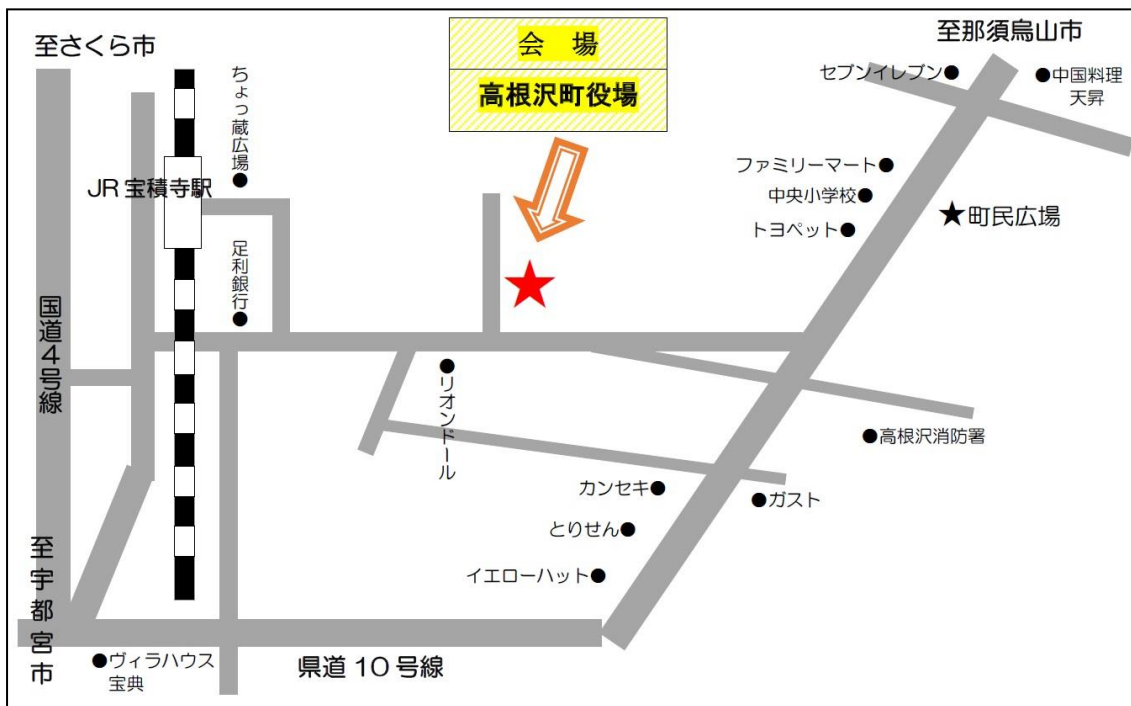 至さくら市
会　場
高根沢町役場
至那須烏山市
セブンイレブン●
●中国料理
天昇
ちょっ蔵広場●
ファミリーマート●
JR 宝積寺駅
中央小学校●
★町民広場
トヨペット●
足利銀行●
国道４号線
●リオンドール
●高根沢消防署
カンセキ●
●ガスト
とりせん●
至宇都宮市
イエローハット●
●ヴィラハウス
宝典
県道 10 号線